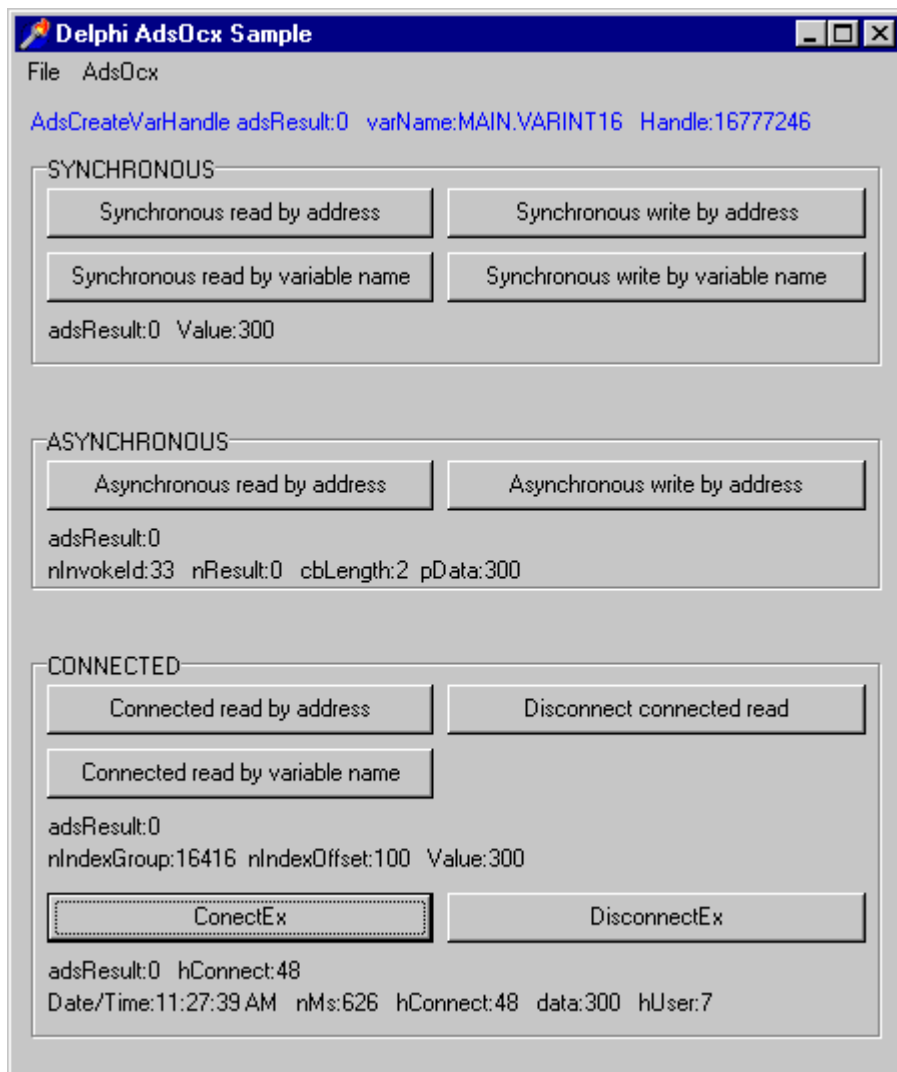 Delphi AdsOcx Sample
File AdsOcx
AdsCreateVarHandle adsResult:0 varName:MAIN.VARINT16 Handle:16777246
SYNCHRONOUS
Synchronous read by address Synchronous write by address
Synchronous read by variable name Synchronous write by variable name
adsResult:0 Value:300
ASYNCHRONOUS
Asynchronous read by address Asynchronous write by address
adsResult:0
nInvokeId:33 nResult:0 cbLength:2 pData:300
CONNECTED
Connected read by address Disconnect connected read
Connected read by variable name
adsResult:0
nIndexGroup:16416 nIndexOffset:100 Value:300
ConectEx DisconnectEx
adsResult:0 hConnect:48
Date/Time:11:27:39 AM nMs:626 hConnect:48 data:300 hUser:7